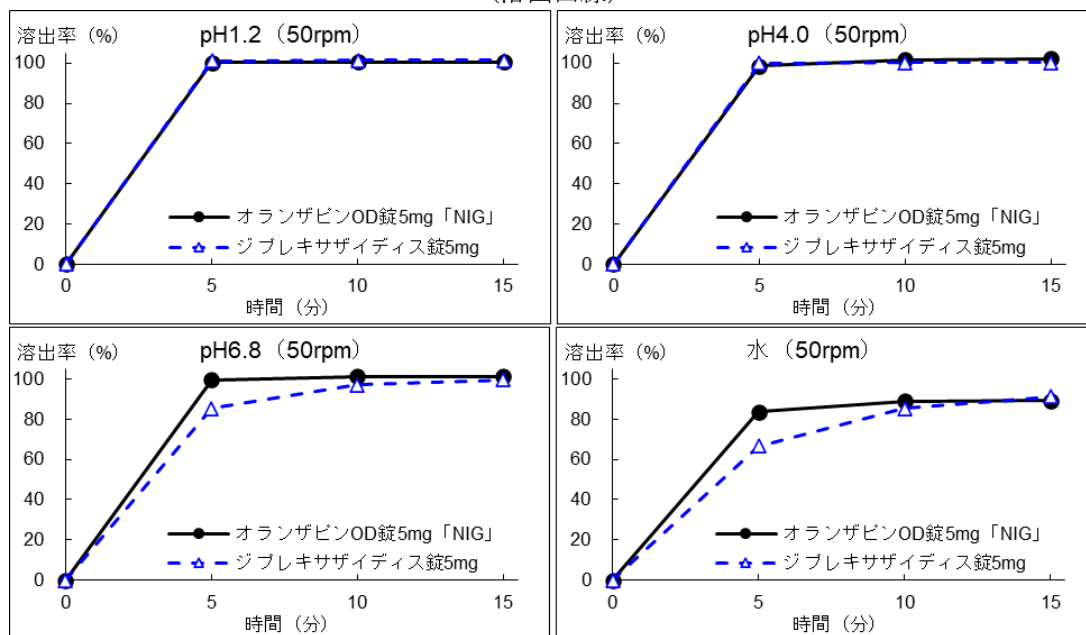 溶出率（%） pH1.2（50rpm）
100
80
60
40
20
0
オランザピンOD錠5mg「NIG」
ジプレキサザイディス錠5mg
0 5 10 15
時間（分）
溶出率（%） pH4.0（50rpm）
100
80
60
40
20
0
オランザピンOD錠5mg「NIG」
ジプレキサザイディス錠5mg
0 5 10 15
時間（分）
溶出率（%） pH6.8（50rpm）
100
80
60
40
20
0
オランザピンOD錠5mg「NIG」
ジプレキサザイディス錠5mg
0 5 10 15
時間（分）
溶出率（%） 水（50rpm）
100
80
60
40
20
0
オランザピンOD錠5mg「NIG」
ジプレキサザイディス錠5mg
0 5 10 15
時間（分）